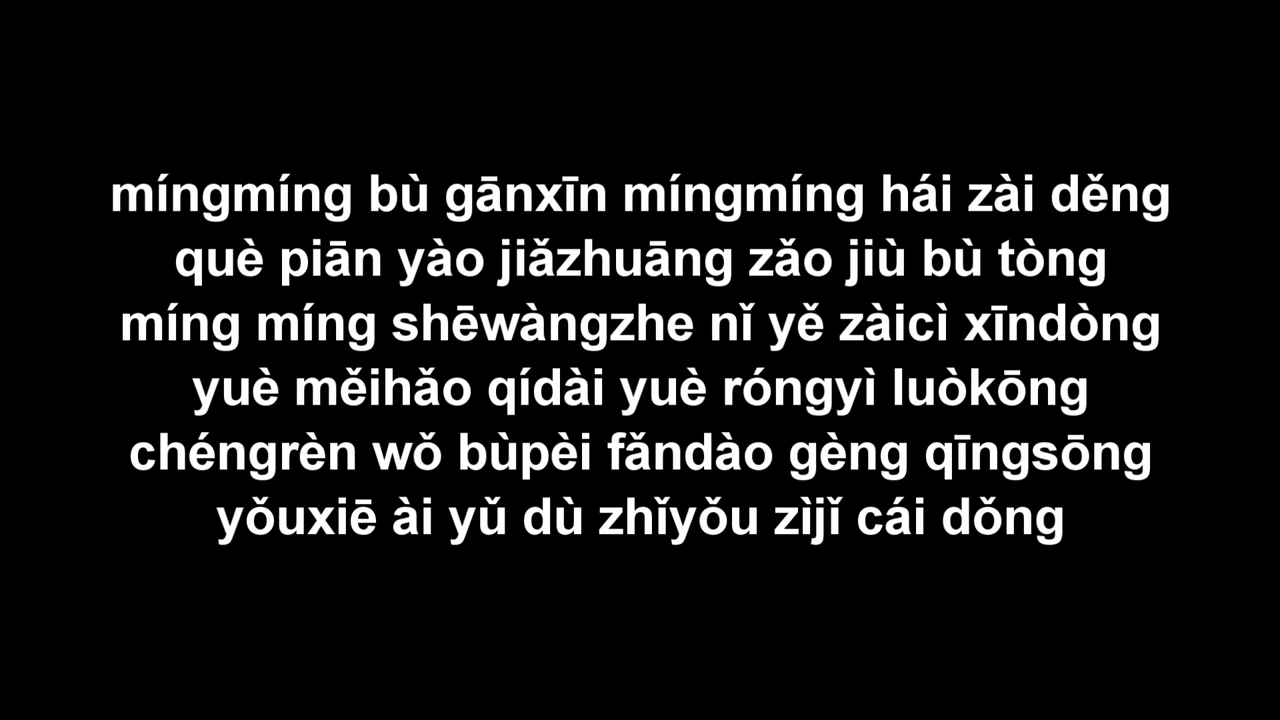 míngmíng bù gānxīn míngmíng hái zài děng
què piān yào jiǎzhuāng zǎo jiù bù tòng
míng míng shēwàngzhe nǐ yě zàicì xīndòng
yuè měihǎo qídài yuè róngyì luòkōng
chéngrèn wǒ bùpèi fǎndào gèng qīngsōng
yǒuxiē ài yǔ dù zhǐyǒu zìjǐ cái dǒng